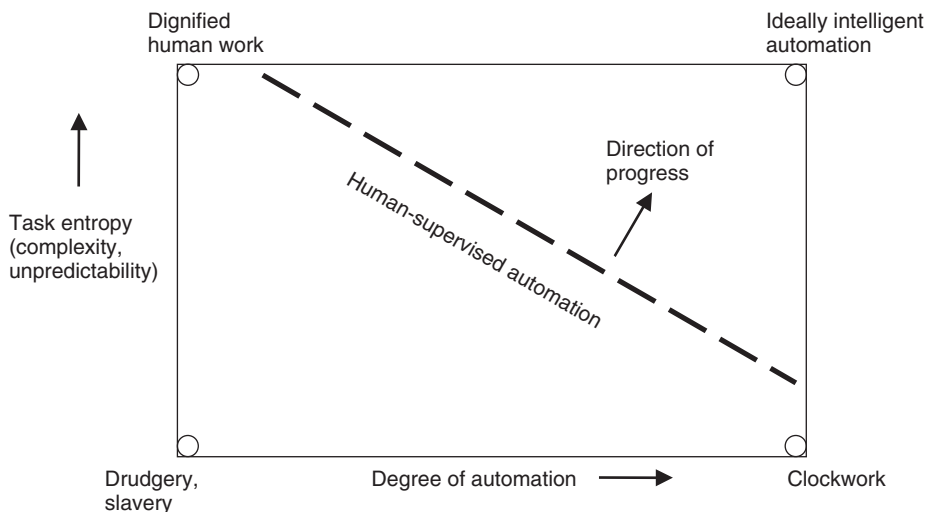 Dignified
human work
Ideally intelligent
automation
Direction of
progress
Human-supervised automation
Task entropy
(complexity,
unpredictability)
Drudgery,
slavery
Degree of automation
Clockwork